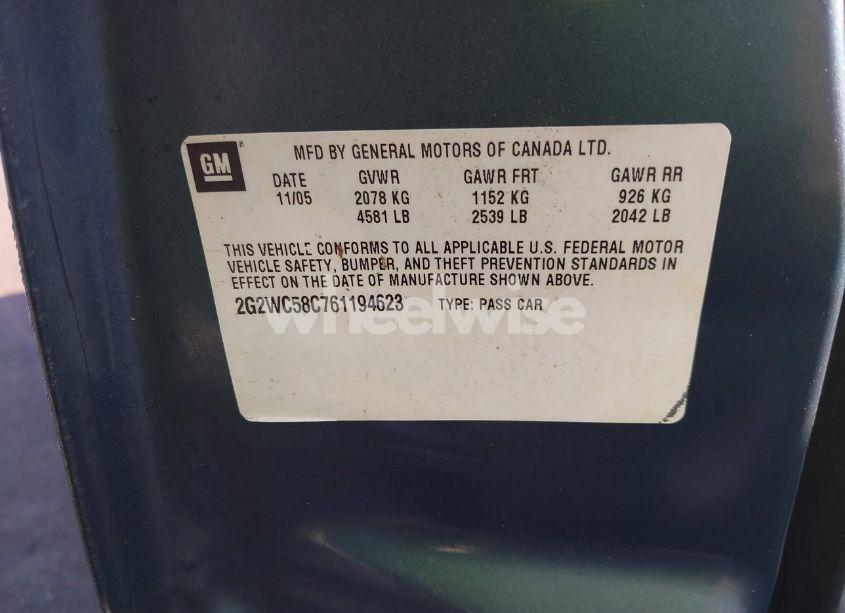 GM
MFD BY GENERAL MOTORS OF CANADA LTD.
DATE GVWR GAWR FRT GAWR RR
11/05 2078 KG 1152 KG 926 KG
4581 LB 2539 LB 2042 LB
THIS VEHICLE CONFORMS TO ALL APPLICABLE U.S. FEDERAL MOTOR
VEHICLE SAFETY, BUMPER, AND THEFT PREVENTION STANDARDS IN
EFFECT ON THE DATE OF MANUFACTURE SHOWN ABOVE.
2G2WC58C761194623 TYPE: PASS CAR
wheelwise